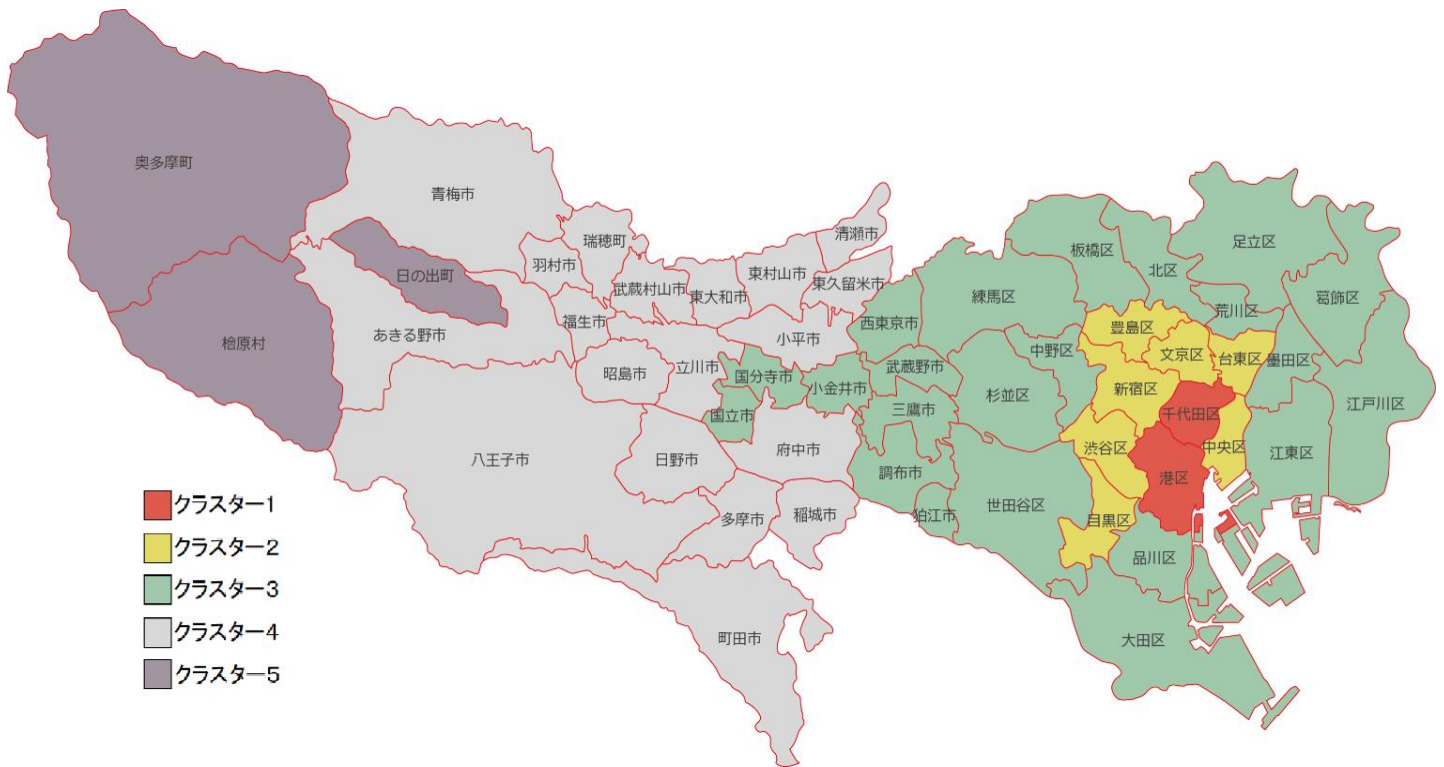 奥多摩町
檜原村
日の出町
青梅市
あきる野市
八王子市
羽村市
瑞穂町
福生市
武蔵村山市
東大和市
昭島市
立川市
日野市
東村山市
清瀬市
東久留米市
小平市
国分寺市
国立市
小金井市
府中市
多摩市
稲城市
町田市
西東京市
武蔵野市
三鷹市
調布市
狛江市
練馬区
杉並区
中野区
世田谷区
板橋区
北区
足立区
葛飾区
荒川区
豊島区
文京区
台東区
墨田区
新宿区
千代田区
江戸川区
渋谷区
中央区
江東区
港区
目黒区
品川区
大田区
クラスター1
クラスター2
クラスター3
クラスター4
クラスター5